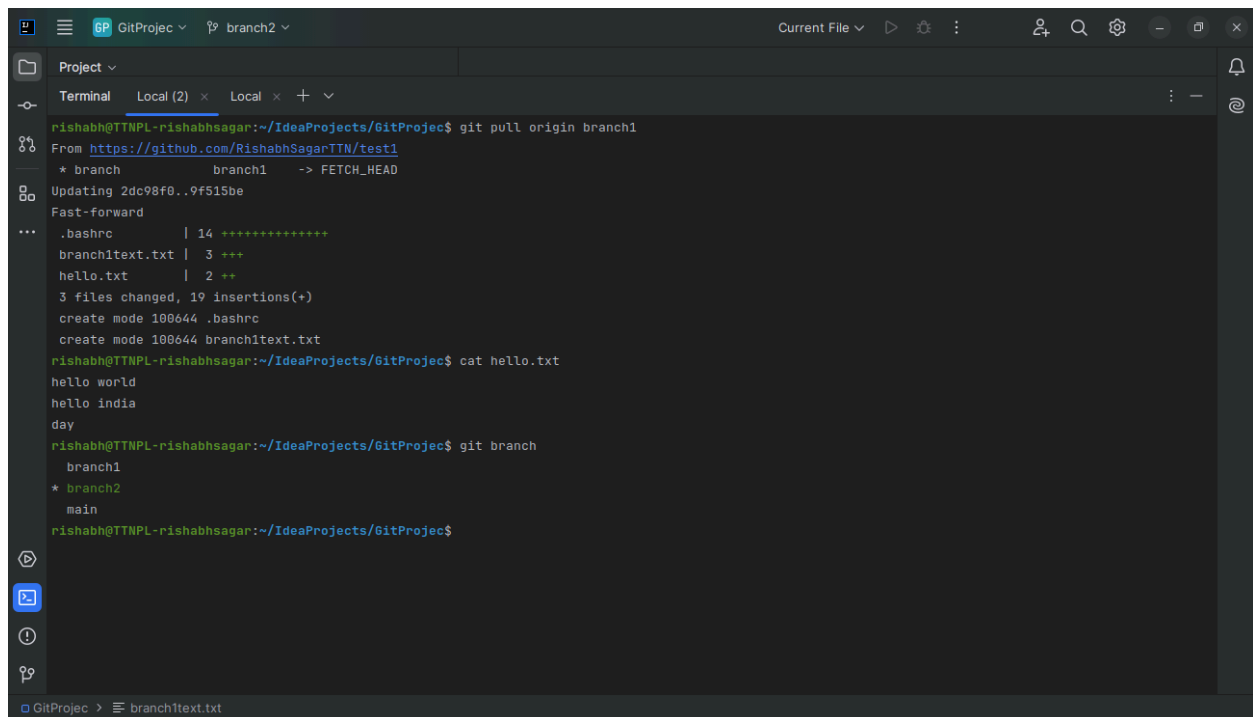 GP GitProjec branch2 Current File
Project
Terminal Local (2) × Local ×
rishabh@TTNPL-rishabhsagar:~/IdeaProjects/GitProjec$ git pull origin branch1
From https://github.com/RishabhSagarTTN/test1
 * branch            branch1    -> FETCH_HEAD
Updating 2dc98f0..9f515be
Fast-forward
 .bashrc         | 14 ++++++++++++++
 branch1text.txt |  3 +++
 hello.txt       |  2 ++
 3 files changed, 19 insertions(+)
 create mode 100644 .bashrc
 create mode 100644 branch1text.txt
rishabh@TTNPL-rishabhsagar:~/IdeaProjects/GitProjec$ cat hello.txt
hello world
hello india
day
rishabh@TTNPL-rishabhsagar:~/IdeaProjects/GitProjec$ git branch
  branch1
* branch2
  main
rishabh@TTNPL-rishabhsagar:~/IdeaProjects/GitProjec$
GitProjec > branch1text.txt